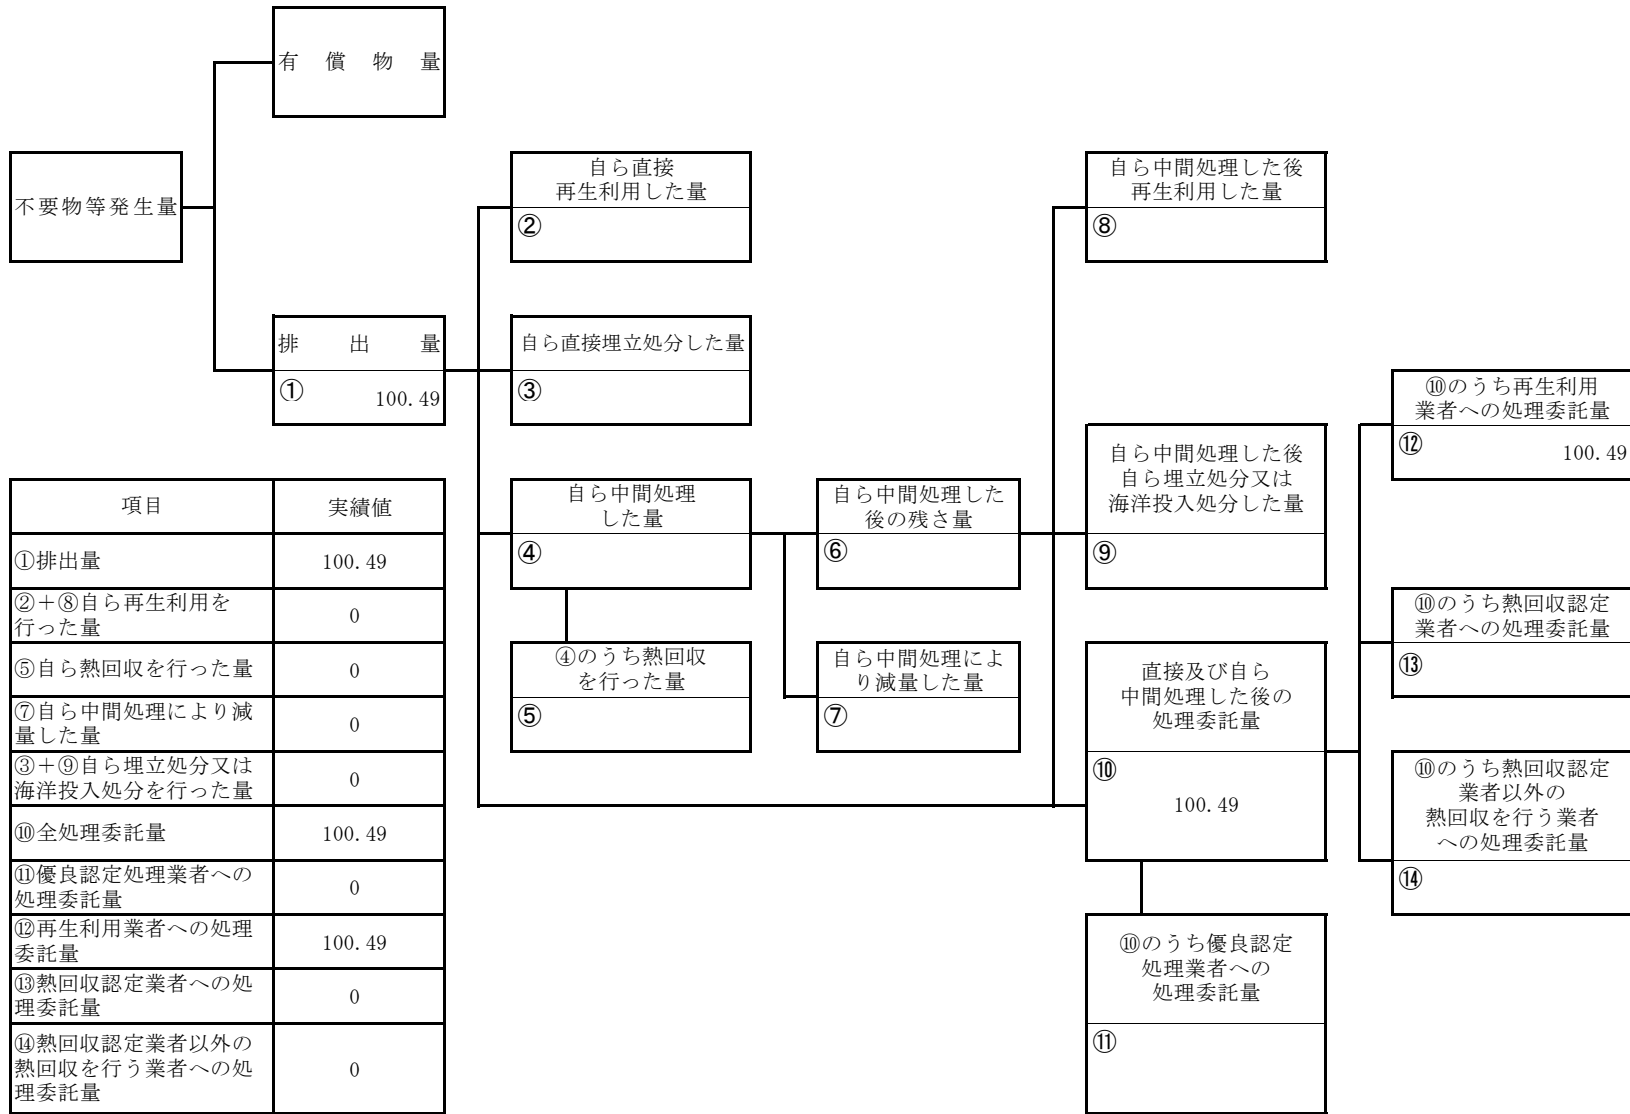 有償物量
不要物等発生量
排出量
① 100.49
自ら直接
再生利用した量
②
自ら直接埋立処分した量
③
自ら中間処理
した量
④
④のうち熱回収
を行った量
⑤
自ら中間処理した
後の残さ量
⑥
自ら中間処理によ
り減量した量
⑦
自ら中間処理した後
再生利用した量
⑧
自ら中間処理した後
自ら埋立処分又は
海洋投入処分した量
⑨
直接及び自ら
中間処理した後の
処理委託量
⑩
100.49
⑩のうち優良認定
処理業者への
処理委託量
⑪
⑩のうち再生利用
業者への処理委託量
⑫ 100.49
⑩のうち熱回収認定
業者への処理委託量
⑬
⑩のうち熱回収認定
業者以外の
熱回収を行う業者
への処理委託量
⑭
項目 実績値
①排出量 100.49
②＋⑧自ら再生利用を
行った量 0
⑤自ら熱回収を行った量 0
⑦自ら中間処理により減
量した量 0
③＋⑨自ら埋立処分又は
海洋投入処分を行った量 0
⑩全処理委託量 100.49
⑪優良認定処理業者への
処理委託量 0
⑫再生利用業者への処理
委託量 100.49
⑬熱回収認定業者への処
理委託量 0
⑭熱回収認定業者以外の
熱回収を行う業者への処
理委託量 0